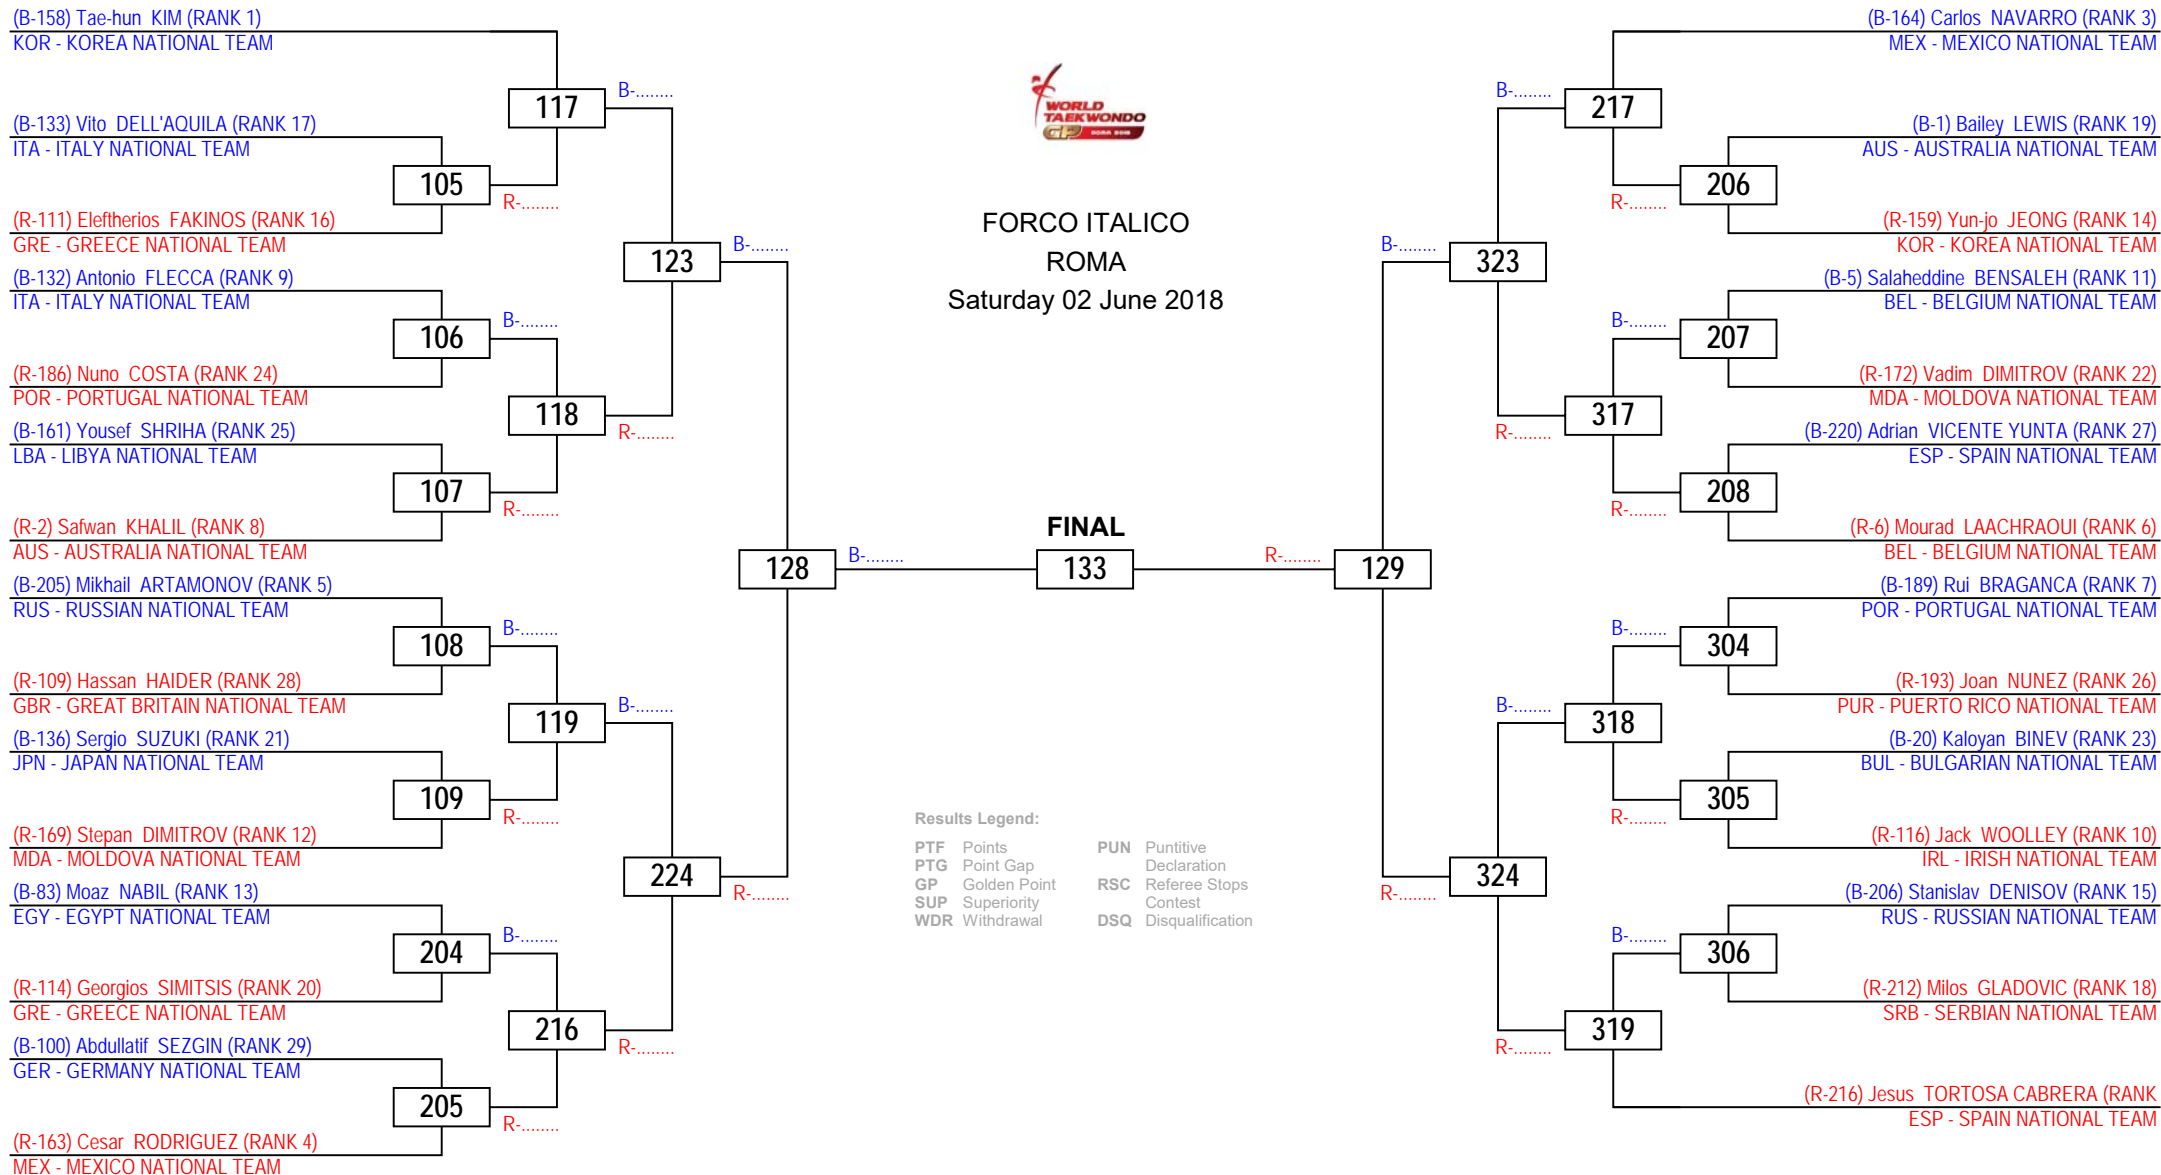 (B-158) Tae-hun KIM (RANK 1)
KOR - KOREA NATIONAL TEAM
117
B-........
(B-133) Vito DELL'AQUILA (RANK 17)
ITA - ITALY NATIONAL TEAM
105
R-........
(R-111) Eleftherios FAKINOS (RANK 16)
GRE - GREECE NATIONAL TEAM
123
B-........
(B-132) Antonio FLECCA (RANK 9)
ITA - ITALY NATIONAL TEAM
106
B-........
(R-186) Nuno COSTA (RANK 24)
POR - PORTUGAL NATIONAL TEAM
118
R-........
(B-161) Yousef SHRIHA (RANK 25)
LBA - LIBYA NATIONAL TEAM
107
R-........
(R-2) Safwan KHALIL (RANK 8)
AUS - AUSTRALIA NATIONAL TEAM
128
B-........
(B-205) Mikhail ARTAMONOV (RANK 5)
RUS - RUSSIAN NATIONAL TEAM
108
B-........
(R-109) Hassan HAIDER (RANK 28)
GBR - GREAT BRITAIN NATIONAL TEAM
119
B-........
(B-136) Sergio SUZUKI (RANK 21)
JPN - JAPAN NATIONAL TEAM
109
R-........
(R-169) Stepan DIMITROV (RANK 12)
MDA - MOLDOVA NATIONAL TEAM
224
R-........
(B-83) Moaz NABIL (RANK 13)
EGY - EGYPT NATIONAL TEAM
204
B-........
(R-114) Georgios SIMITSIS (RANK 20)
GRE - GREECE NATIONAL TEAM
216
R-........
(B-100) Abdullatif SEZGIN (RANK 29)
GER - GERMANY NATIONAL TEAM
205
R-........
(R-163) Cesar RODRIGUEZ (RANK 4)
MEX - MEXICO NATIONAL TEAM
WORLD
TAEKWONDO
GP ROMA 2018
FORCO ITALICO
ROMA
Saturday 02 June 2018
FINAL
133
Results Legend:
PTF Points
PTG Point Gap
GP Golden Point
SUP Superiority
WDR Withdrawal
PUN Puntitive
Declaration
RSC Referee Stops
Contest
DSQ Disqualification
(B-164) Carlos NAVARRO (RANK 3)
MEX - MEXICO NATIONAL TEAM
B-........
217
(B-1) Bailey LEWIS (RANK 19)
AUS - AUSTRALIA NATIONAL TEAM
R-........
206
(R-159) Yun-jo JEONG (RANK 14)
KOR - KOREA NATIONAL TEAM
B-........
323
(B-5) Salaheddine BENSALEH (RANK 11)
BEL - BELGIUM NATIONAL TEAM
B-........
207
(R-172) Vadim DIMITROV (RANK 22)
MDA - MOLDOVA NATIONAL TEAM
R-........
317
(B-220) Adrian VICENTE YUNTA (RANK 27)
ESP - SPAIN NATIONAL TEAM
R-........
208
(R-6) Mourad LAACHRAOUI (RANK 6)
BEL - BELGIUM NATIONAL TEAM
R-........
129
(B-189) Rui BRAGANCA (RANK 7)
POR - PORTUGAL NATIONAL TEAM
B-........
304
(R-193) Joan NUNEZ (RANK 26)
PUR - PUERTO RICO NATIONAL TEAM
B-........
318
(B-20) Kaloyan BINEV (RANK 23)
BUL - BULGARIAN NATIONAL TEAM
R-........
305
(R-116) Jack WOOLLEY (RANK 10)
IRL - IRISH NATIONAL TEAM
R-........
324
(B-206) Stanislav DENISOV (RANK 15)
RUS - RUSSIAN NATIONAL TEAM
B-........
306
(R-212) Milos GLADOVIC (RANK 18)
SRB - SERBIAN NATIONAL TEAM
R-........
319
(R-216) Jesus TORTOSA CABRERA (RANK
ESP - SPAIN NATIONAL TEAM